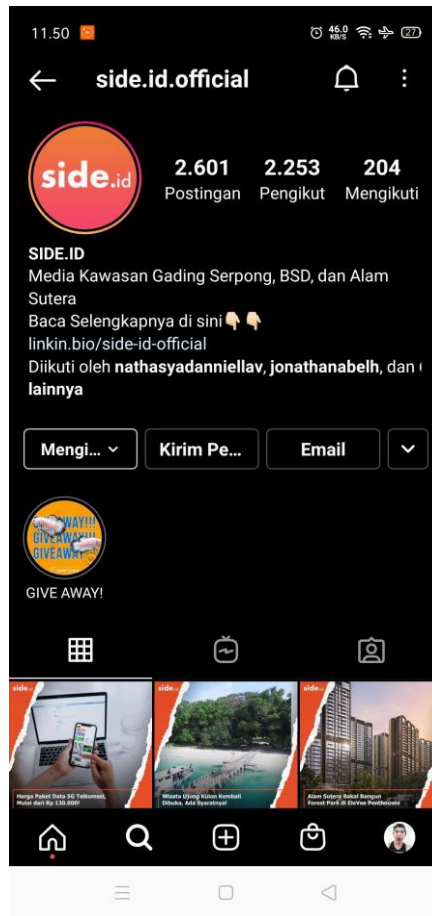 11.50
46.0
KB/S
27
side.id.official
side.id
2.601
2.253
204
Postingan
Pengikut
Mengikuti
SIDE.ID
Media Kawasan Gading Serpong, BSD, dan Alam
Sutera
Baca Selengkapnya di sini👇🏻👇🏻
linkin.bio/side-id-official
Diikuti oleh nathasyadanniellav, jonathanabelh, dan
lainnya
Mengi...
Kirim Pe...
Email
GIVE AWAY!!!
GIVEAWAY!!!
GIVEAWAY!!!
GIVE AWAY!
side.id
side.id
side.id
Harga Paket Data 5G Telkomsel,
Mulai dari Rp 130.000!
Wisata Ujung Kulon Kembali
Dibuka, Ada Syaratnya!
Alam Sutera Bakal Bangun
Forest Park di EleVee Penthouses